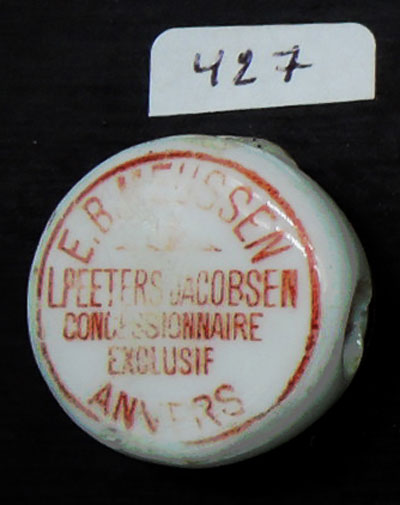 427
E.B. MEUSSEN
L. PEETERS JACOBSEN
CONCESSIONNAIRE
EXCLUSIF
ANVERS